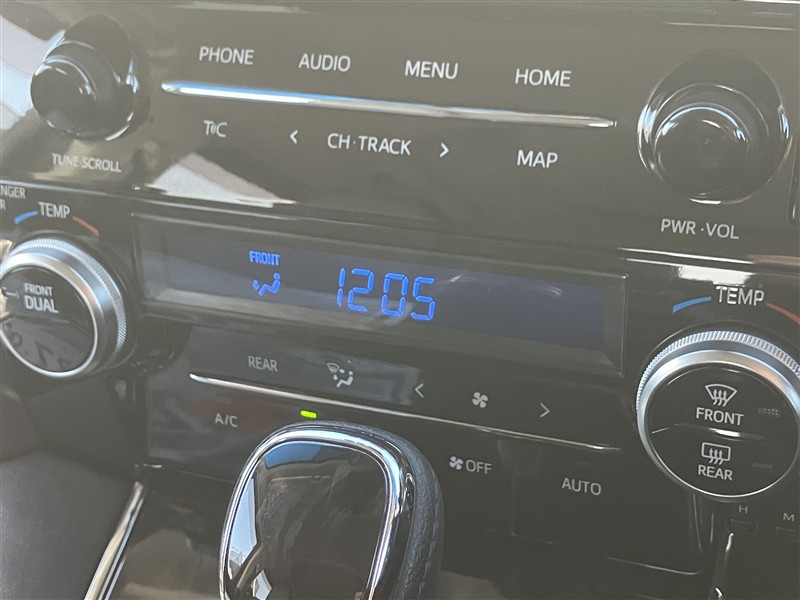 PHONE AUDIO MENU HOME
TUNE·SCROLL
< CH·TRACK > MAP
PWR·VOL
TEMP
FRONT
1205
FRONT
DUAL
TEMP
REAR
< >
A/C
OFF
AUTO
FRONT
REAR
H M